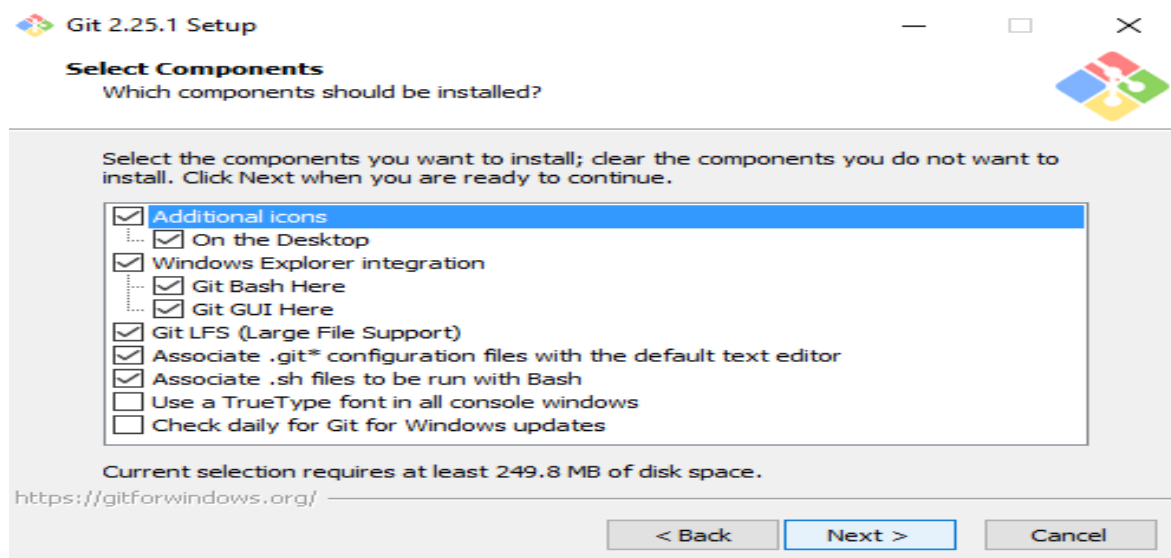 Git 2.25.1 Setup
Select Components
Which components should be installed?
Select the components you want to install; clear the components you do not want to
install. Click Next when you are ready to continue.
Additional icons
On the Desktop
Windows Explorer integration
Git Bash Here
Git GUI Here
Git LFS (Large File Support)
Associate .git* configuration files with the default text editor
Associate .sh files to be run with Bash
Use a TrueType font in all console windows
Check daily for Git for Windows updates
Current selection requires at least 249.8 MB of disk space.
https://gitforwindows.org/
< Back Next > Cancel